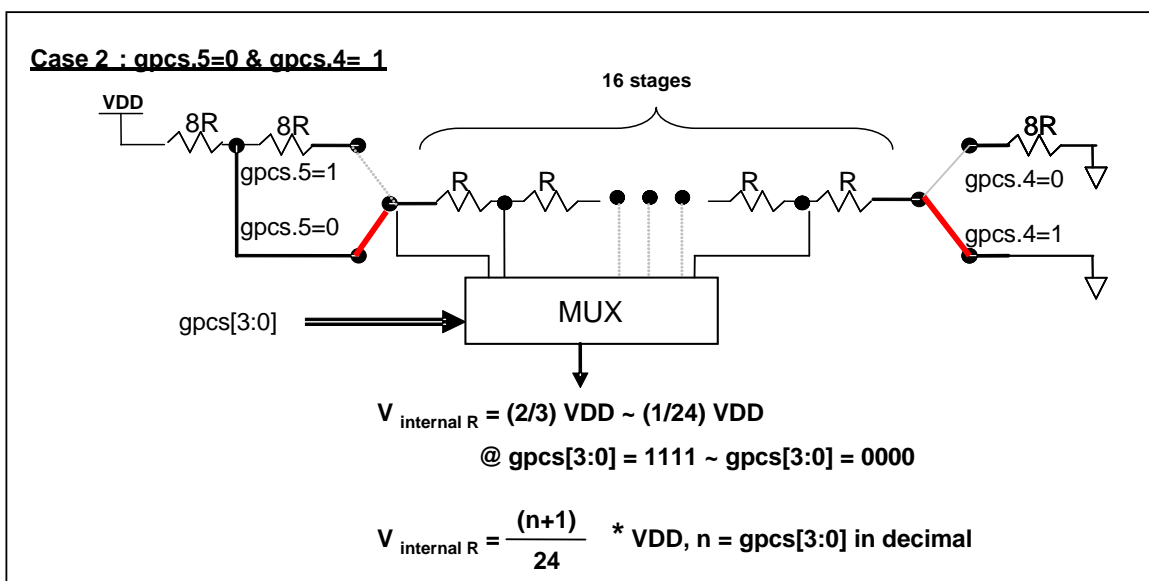 Case 2 : gpcs.5=0 & gpcs.4= 1
16 stages
VDD
8R
8R
8R
gpcs.5=1
gpcs.4=0
R
R
R
R
gpcs.5=0
gpcs.4=1
MUX
gpcs[3:0]
V internal R = (2/3) VDD ~ (1/24) VDD
@ gpcs[3:0] = 1111 ~ gpcs[3:0] = 0000
V internal R = (n+1) / 24 * VDD, n = gpcs[3:0] in decimal